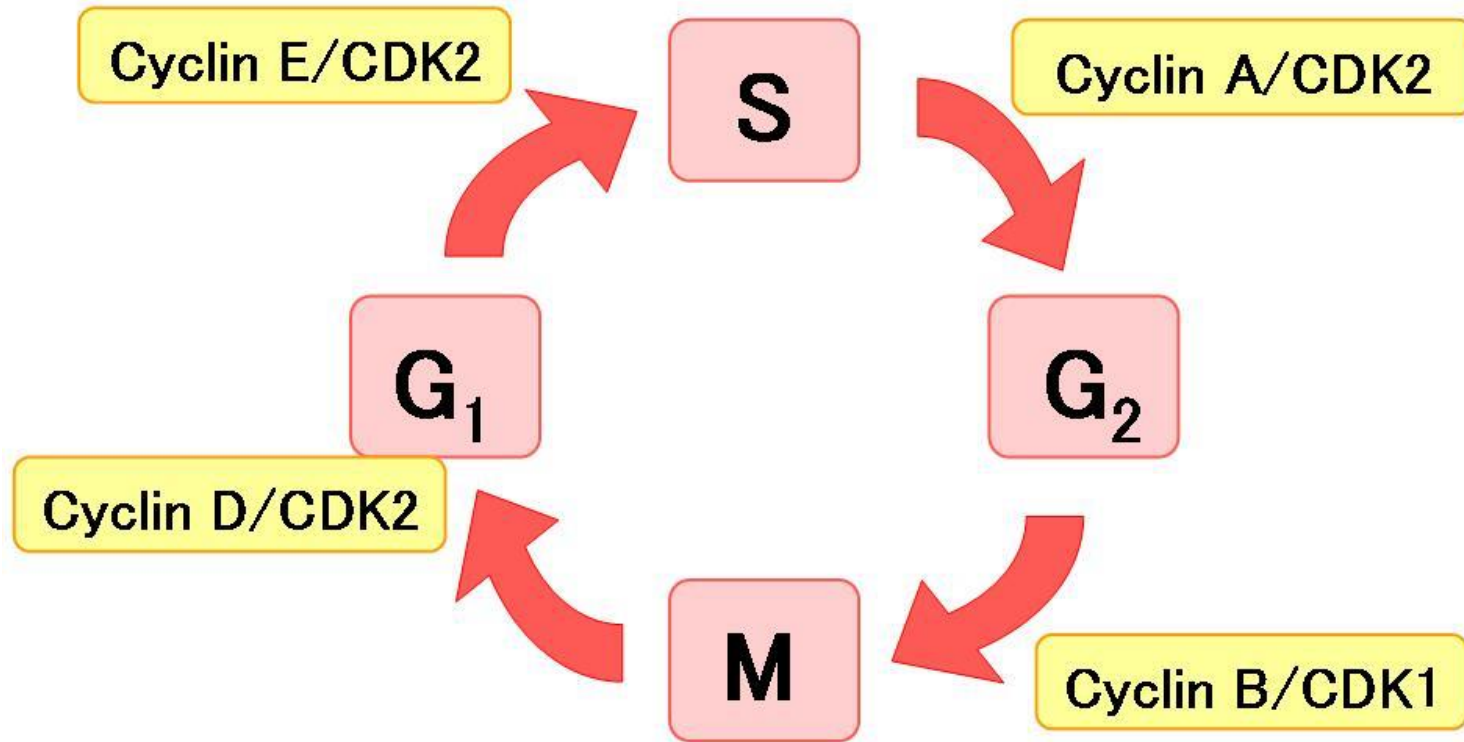 Cyclin E/CDK2
S
Cyclin A/CDK2
G₁
G₂
Cyclin D/CDK2
M
Cyclin B/CDK1